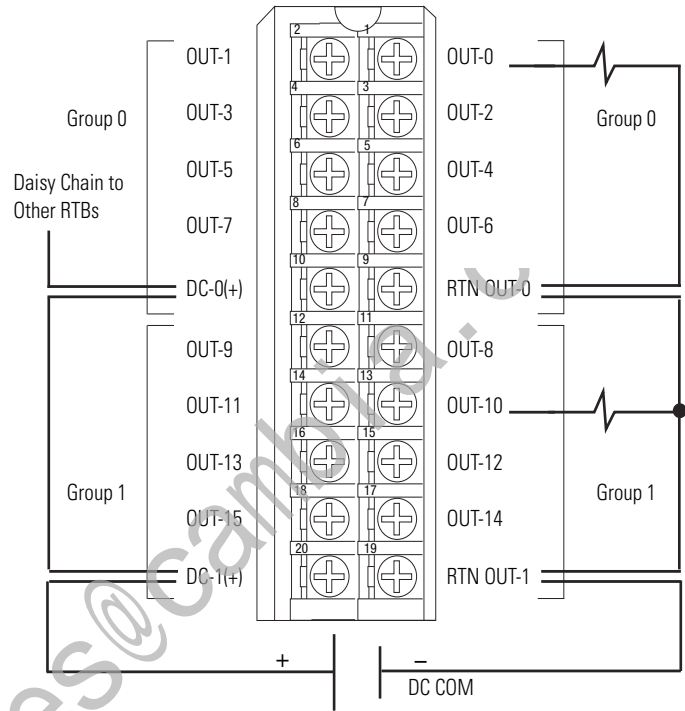 2 1
OUT-1 OUT-0
4 3
Group 0 OUT-3 OUT-2 Group 0
6 5
OUT-5 OUT-4
Daisy Chain to
Other RTBs
8 7
OUT-7 OUT-6
10 9
DC-0(+) RTN OUT-0
12 11
OUT-9 OUT-8
14 13
OUT-11 OUT-10
16 15
OUT-13 OUT-12
18 17
Group 1 OUT-15 OUT-14 Group 1
20 19
DC-1(+) RTN OUT-1
+ –
DC COM
es@cambia.c